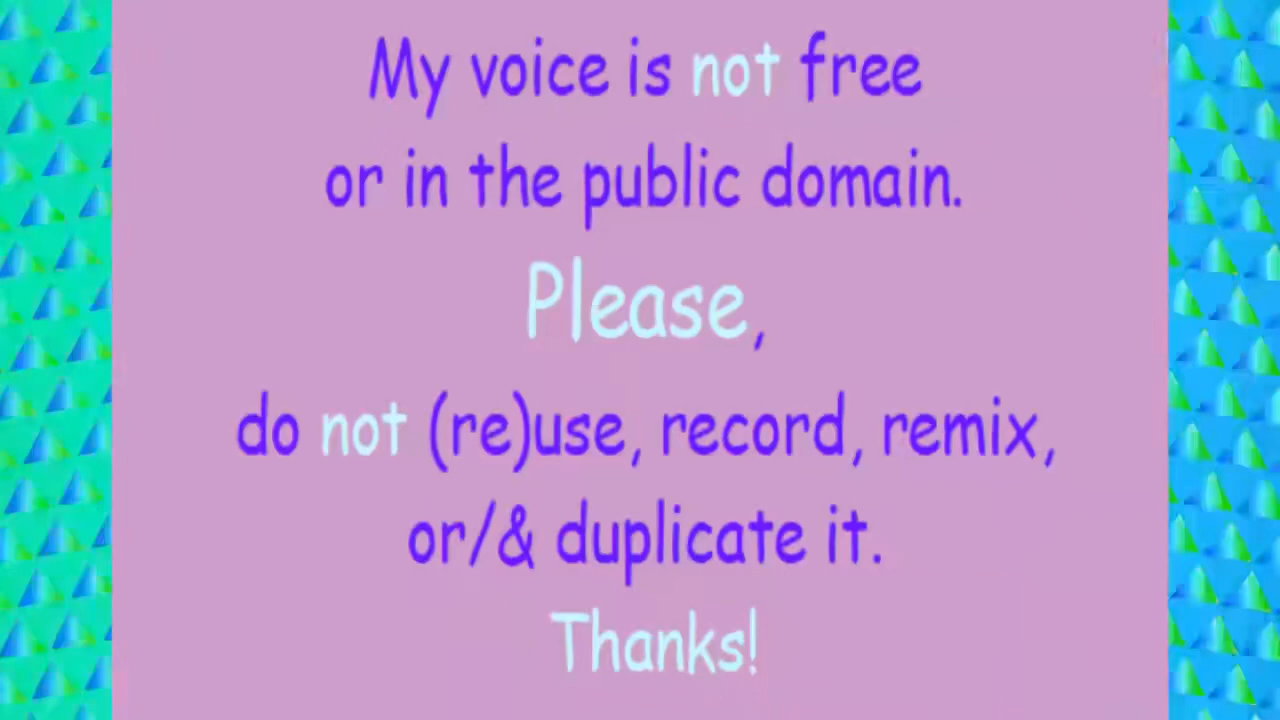 My voice is not free
or in the public domain.
Please,
do not (re)use, record, remix,
or/& duplicate it.
Thanks!